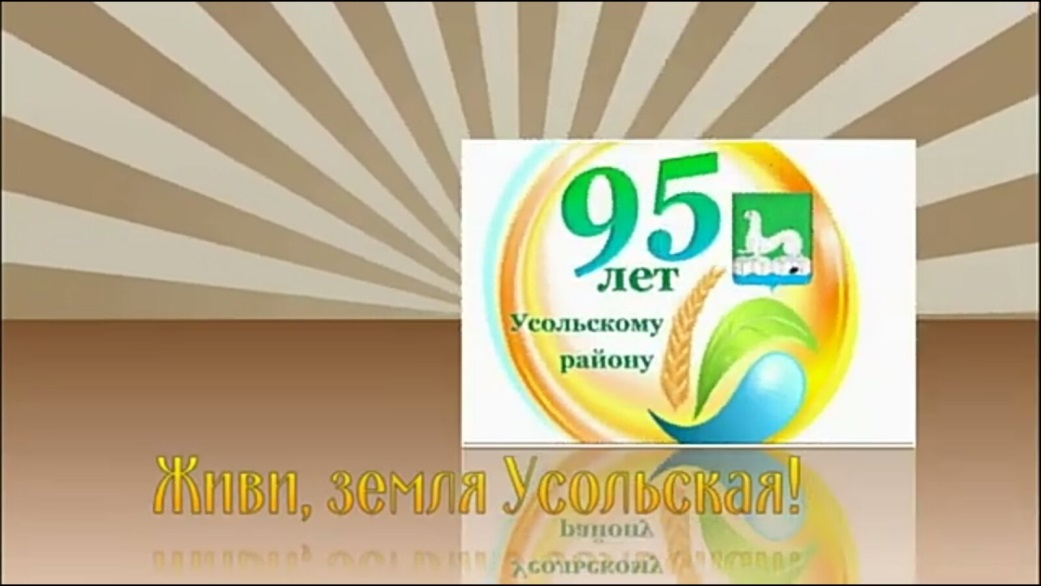 95
лет
Усольскому
району
Живи, земля Усольская!